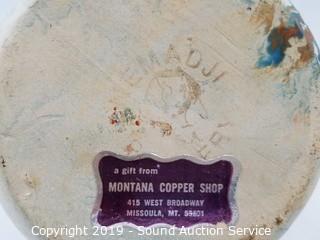 EMADJI
a gift from
MONTANA COPPER SHOP
415 WEST BROADWAY
MISSOULA, MT. 59801
Copyright 2019 - Sound Auction Service